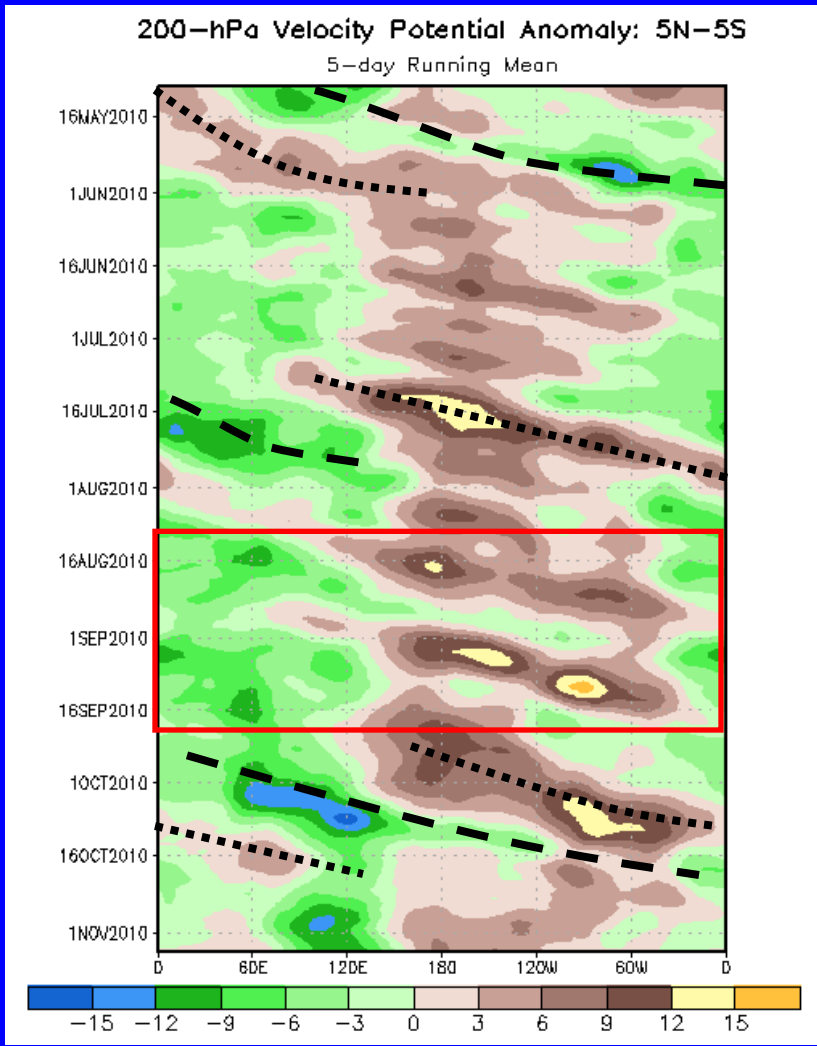 200-hPa Velocity Potential Anomaly: 5N-5S
5-day Running Mean
16MAY2010
1JUN2010
16JUN2010
1JUL2010
16JUL2010
1AUG2010
16AUG2010
1SEP2010
16SEP2010
1OCT2010
16OCT2010
1NOV2010
0 60E 120E 180 120W 60W 0
-15 -12 -9 -6 -3 0 3 6 9 12 15